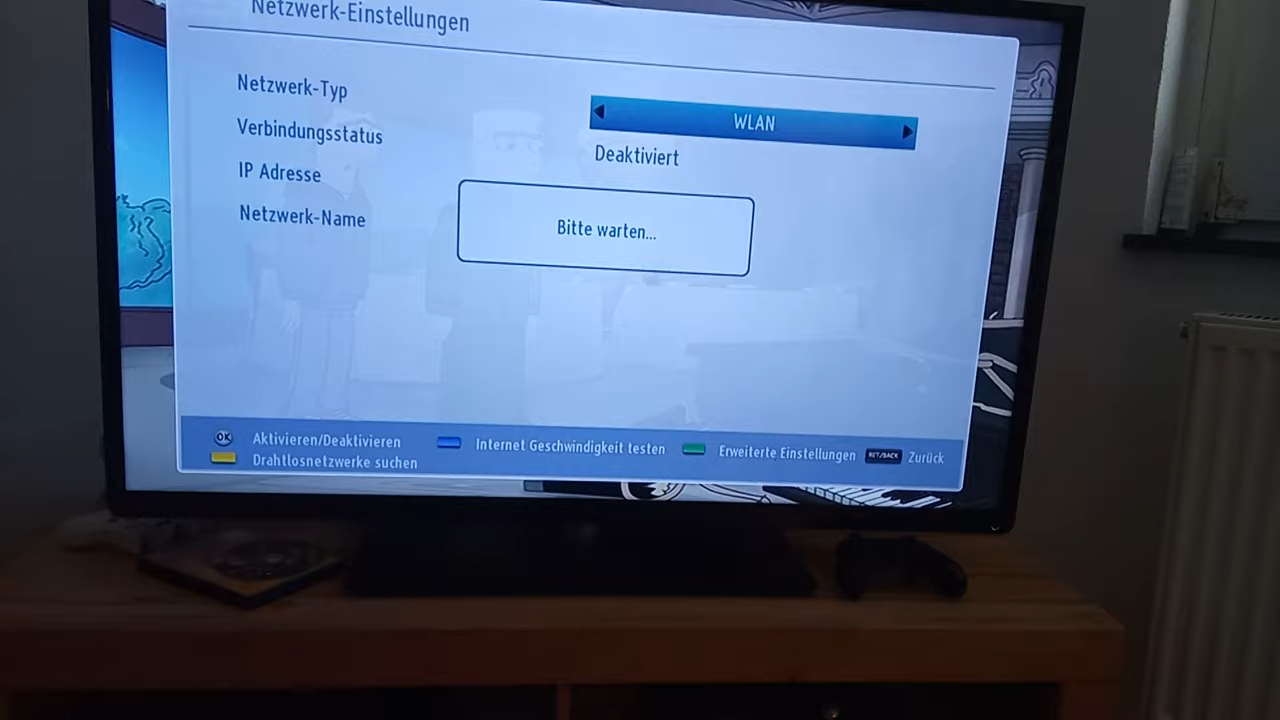 Netzwerk-Einstellungen
Netzwerk-Typ
WLAN
Verbindungsstatus
Deaktiviert
IP Adresse
Netzwerk-Name
Bitte warten...
OK Aktivieren/Deaktivieren
Internet Geschwindigkeit testen
Erweiterte Einstellungen
RET/BACK Zurück
Drahtlosnetzwerke suchen